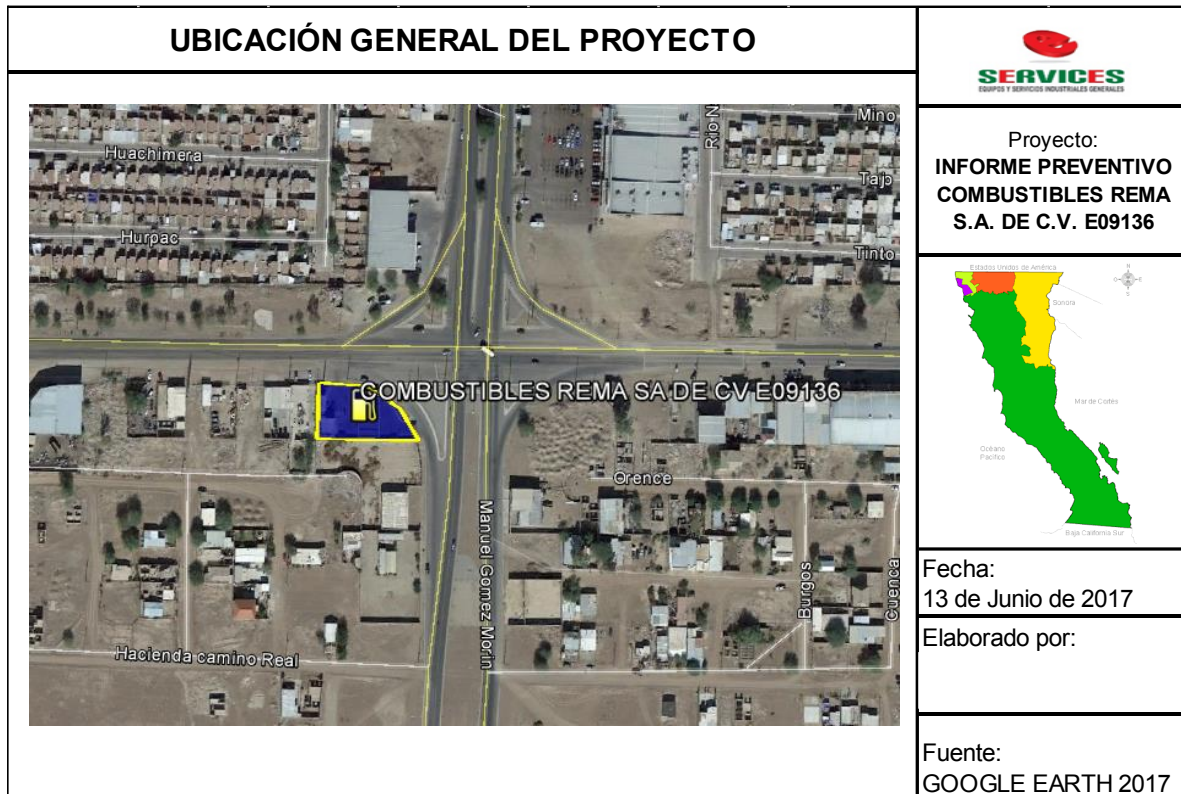 UBICACIÓN GENERAL DEL PROYECTO
Huachimera
Hurpac
Rio N
Mino
Tajo
Tinto
COMBUSTIBLES REMA SA DE CV E09136
Orence
Manuel Gomez Morin
Burgos
Cuenca
Hacienda camino Real
SERVICES
EQUIPOS Y SERVICIOS INDUSTRIALES GENERALES
Proyecto:
INFORME PREVENTIVO
COMBUSTIBLES REMA
S.A. DE C.V. E09136
Estados Unidos de América
N
O
E
S
Sonora
Mar de Cortés
Océano
Pacífico
Baja California Sur
Fecha:
13 de Junio de 2017
Elaborado por:
Fuente:
GOOGLE EARTH 2017